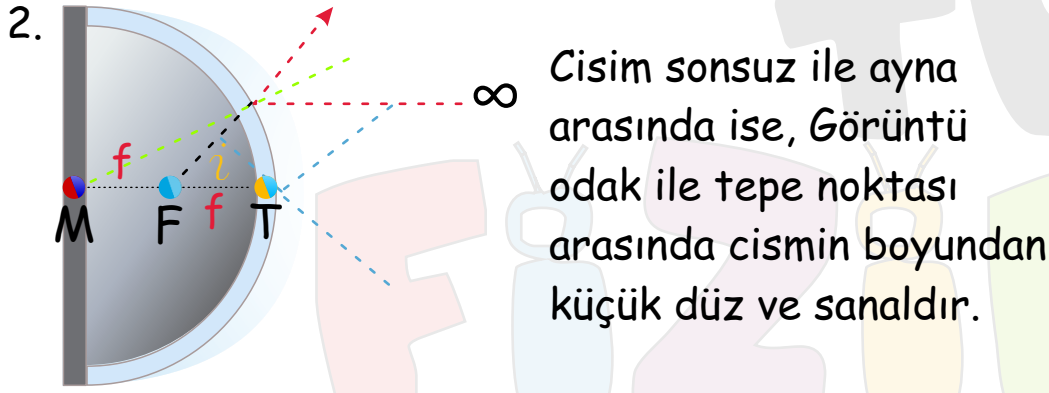 2.
∞
f
i
M
F
f
T
Cisim sonsuz ile ayna
arasında ise, Görüntü
odak ile tepe noktası
arasında cismin boyundan
küçük düz ve sanaldır.
FiZi